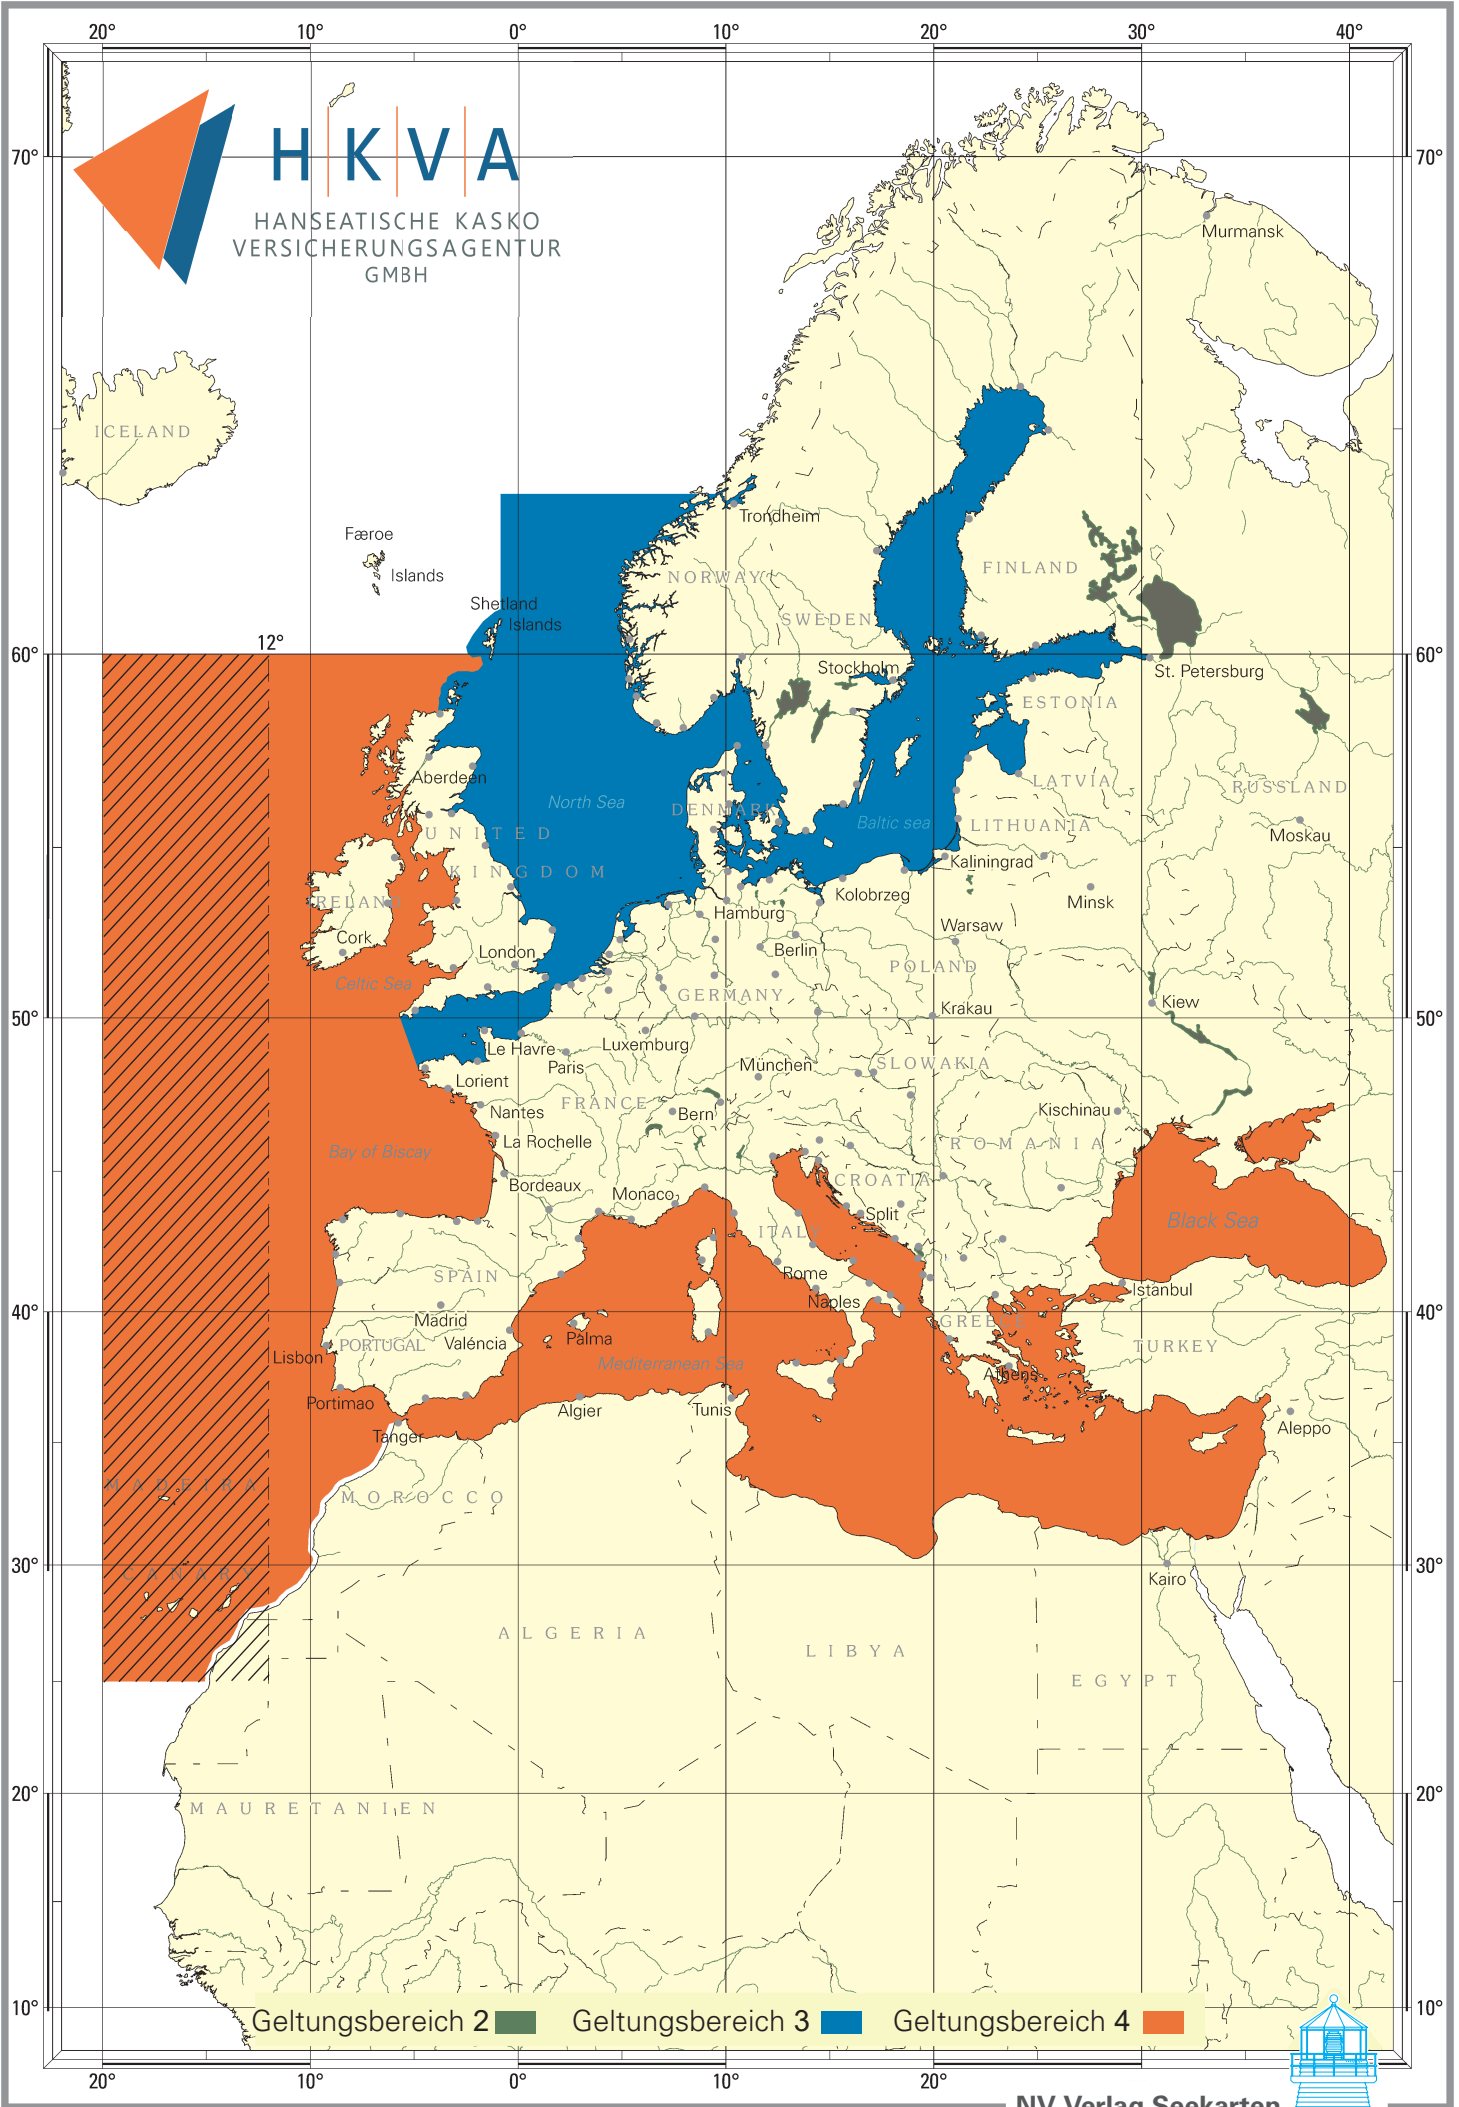 20° 10° 0° 10° 20° 30° 40°
HKVA
HANSEATISCHE KASKO
VERSICHERUNGSAGENTUR
GMBH
70° 70°
Murmansk
ICELAND
Trondheim
Færoe
Islands
NORWAY
FINLAND
Shetland
Islands
SWEDEN
12°
60° 60°
Stockholm
St. Petersburg
ESTONIA
Aberdeen
LATVIA
RUSSLAND
North Sea
DENMARK
Baltic sea
LITHUANIA
UNITED
Moskau
KINGDOM
Kaliningrad
Kolobrzeg
IRELAND
Minsk
Hamburg
Warsaw
Cork
London
Berlin
POLAND
Celtic Sea
GERMANY
Kiew
Krakau
50° 50°
Le Havre
Luxemburg
Paris
München
SLOWAKIA
Lorient
FRANCE
Nantes
Bern
Kischinau
La Rochelle
ROMANIA
Bay of Biscay
CROATIA
Bordeaux
Monaco
Split
Black Sea
ITALY
SPAIN
Rome
Istanbul
Naples
40° 40°
Madrid
GREECE
PORTUGAL
Valéncia
Palma
TURKEY
Lisbon
Mediterranean Sea
Athens
Portimao
Algier
Tunis
Aleppo
Tanger
MADEIRA
MOROCCO
30° 30°
CANARY
Kairo
ALGERIA
LIBYA
EGYPT
20° 20°
MAURETANIEN
10° 10°
Geltungsbereich 2 Geltungsbereich 3 Geltungsbereich 4
20° 10° 0° 10° 20°
NV Verlag Seekarten